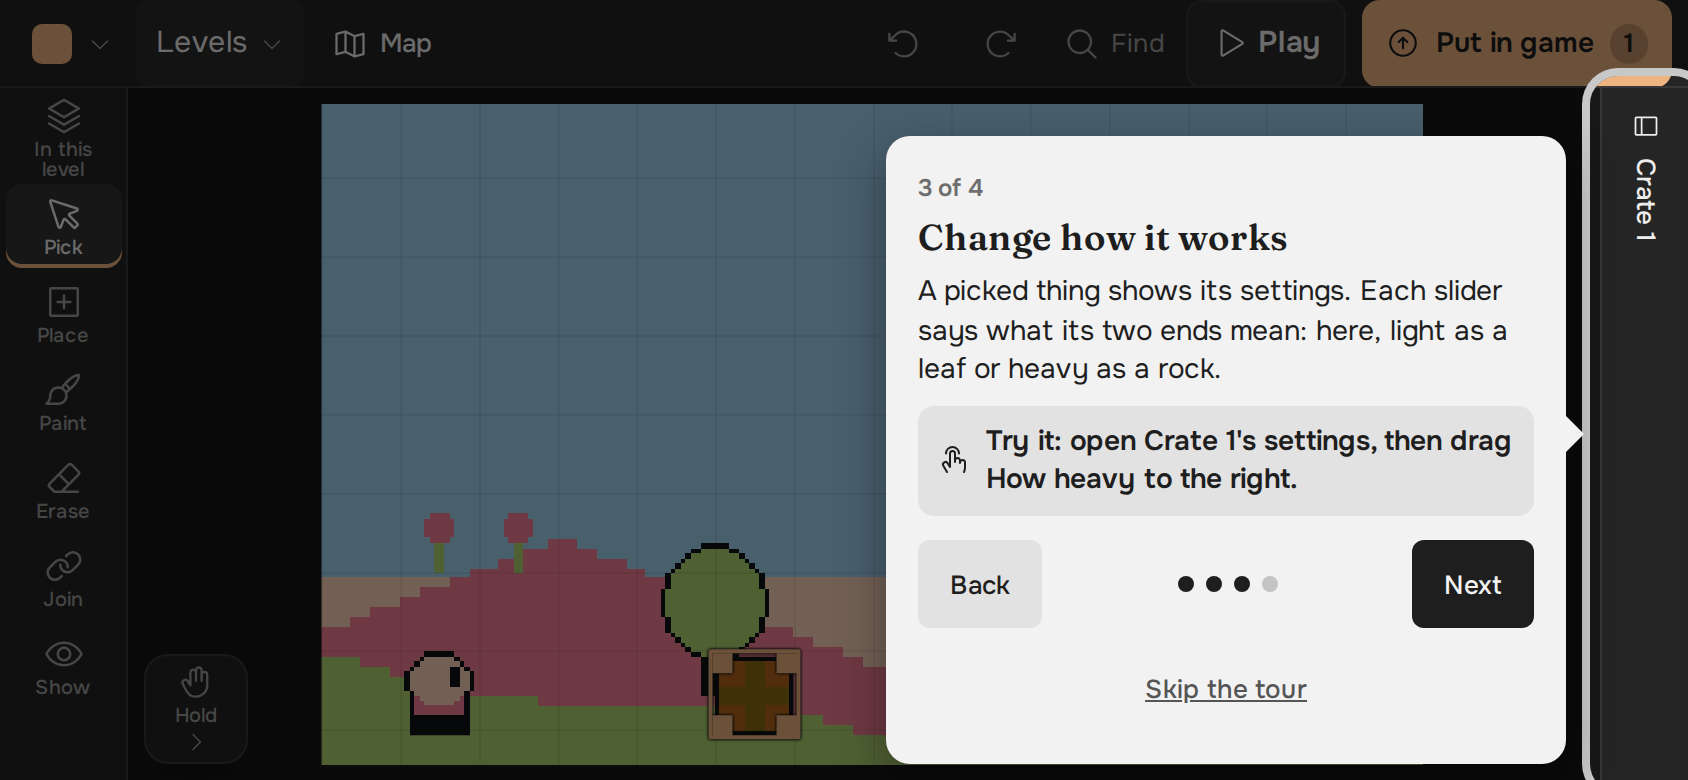 Levels
Map
Find
Play
Put in game
1
In this
level
Pick
Place
Paint
Erase
Join
Show
Hold
3 of 4
Change how it works
A picked thing shows its settings. Each slider
says what its two ends mean: here, light as a
leaf or heavy as a rock.
Try it: open Crate 1's settings, then drag
How heavy to the right.
Back
Next
Skip the tour
Crate 1